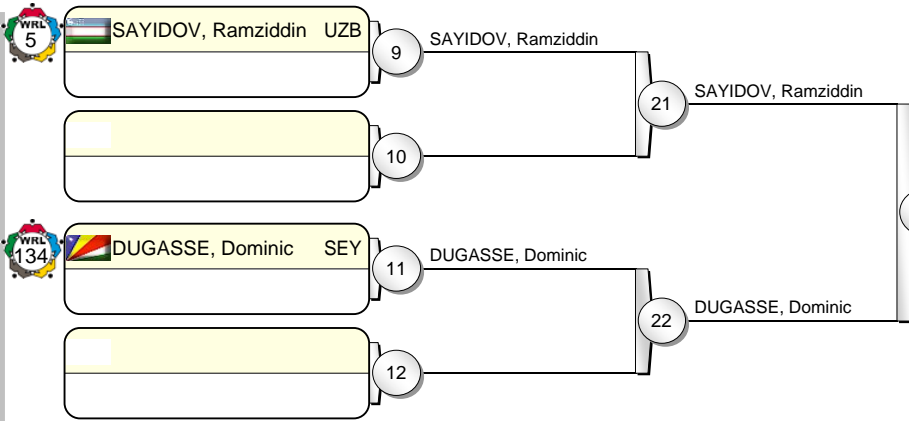 WRL
5
SAYIDOV, Ramziddin UZB
9
SAYIDOV, Ramziddin
21
SAYIDOV, Ramziddin
10
WRL
134
DUGASSE, Dominic SEY
11
DUGASSE, Dominic
22
DUGASSE, Dominic
12